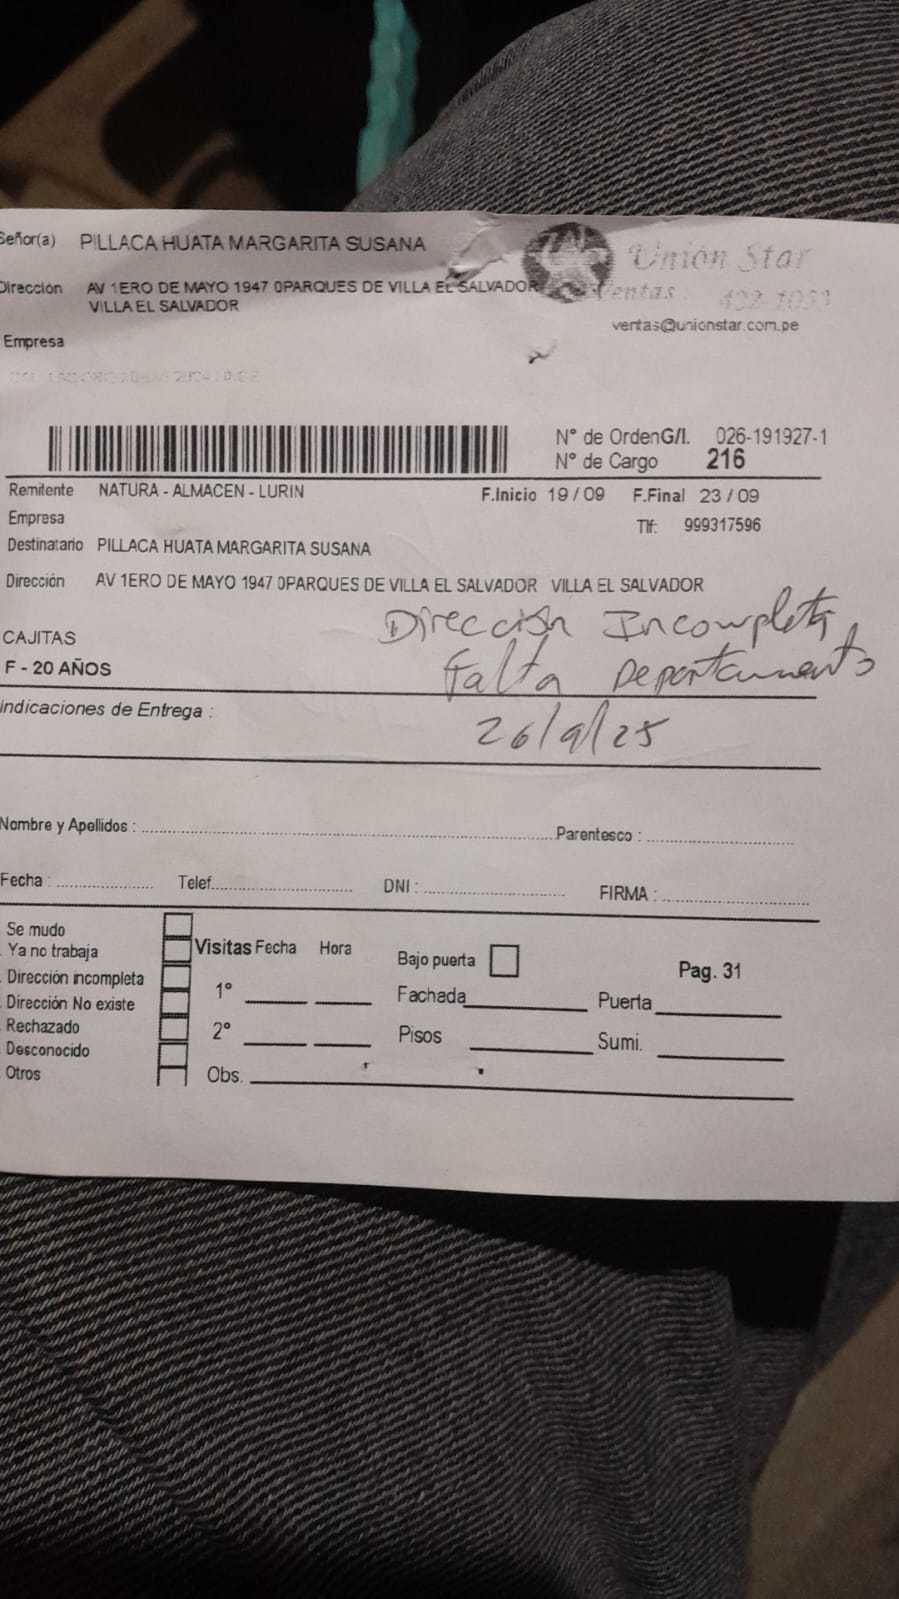 Señor(a) PILLACA HUATA MARGARITA SUSANA
Unión Star
Dirección AV 1ERO DE MAYO 1947 0PARQUES DE VILLA EL SALVADOR
VILLA EL SALVADOR
Ventas : 422-1033
ventas@unionstar.com.pe
Empresa
N° de OrdenG/I. 026-191927-1
N° de Cargo 216
Remitente NATURA - ALMACEN - LURIN
F.Inicio 19 / 09 F.Final 23 / 09
Empresa
Tlf: 999317596
Destinatario PILLACA HUATA MARGARITA SUSANA
Dirección AV 1ERO DE MAYO 1947 0PARQUES DE VILLA EL SALVADOR VILLA EL SALVADOR
Dirección Incompleta
CAJITAS
Falta Departamento
F - 20 AÑOS
Indicaciones de Entrega :
26/9/25
Nombre y Apellidos : Parentesco :
Fecha : Telef. DNI : FIRMA :
Se mudo
Ya no trabaja
Dirección incompleta
Dirección No existe
Rechazado
Desconocido
Otros
Visitas Fecha Hora
1°
2°
Obs.
Bajo puerta
Fachada Puerta
Pisos Sumi.
Pag. 31